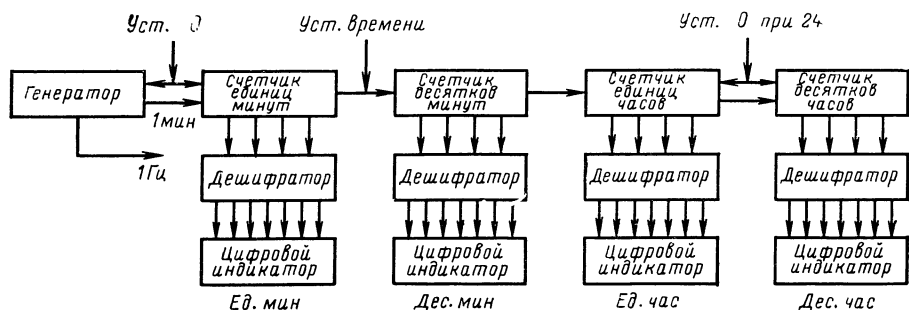 Уст. 0
Уст. времени
Уст. 0 при 24
Генератор
Счетчик
единиц
минут
Счетчик
десятков
минут
Счетчик
единиц
часов
Счетчик
десятков
часов
1мин
1Гц
Дешифратор
Дешифратор
Дешифратор
Дешифратор
Цифровой
индикатор
Цифровой
индикатор
Цифровой
индикатор
Цифровой
индикатор
Ед. мин
Дес. мин
Ед. час
Дес. час